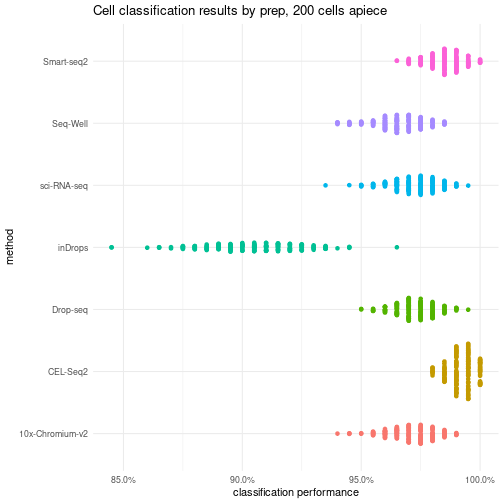 Cell classification results by prep, 200 cells apiece
method
Smart-seq2
Seq-Well
sci-RNA-seq
inDrops
Drop-seq
CEL-Seq2
10x-Chromium-v2
85.0% 90.0% 95.0% 100.0%
classification performance